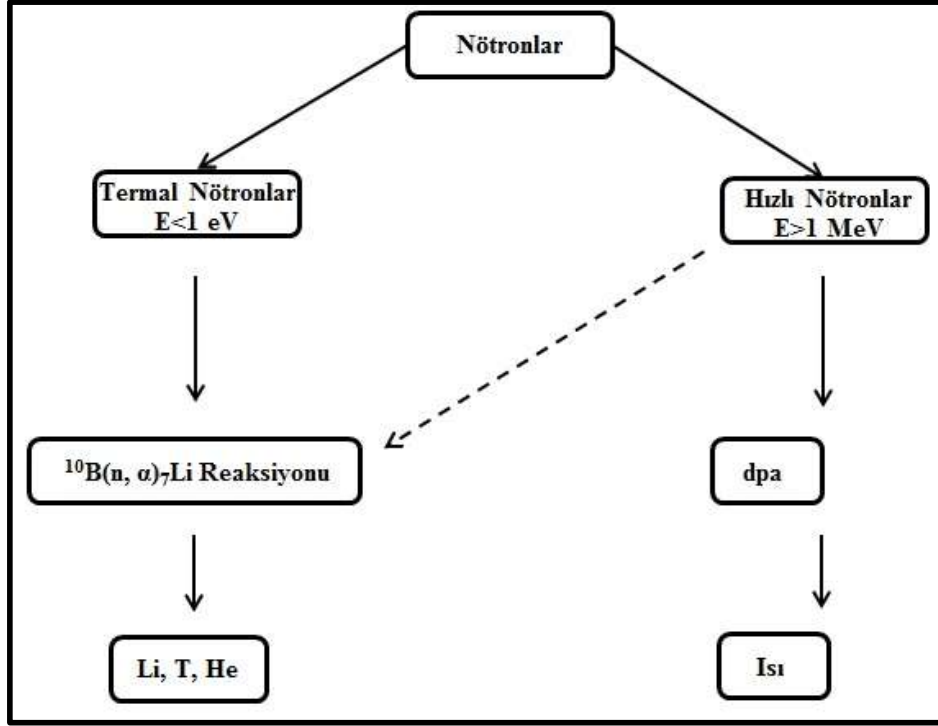 Nötronlar
Termal Nötronlar
E<1 eV
Hızlı Nötronlar
E>1 MeV
¹⁰B(n, α)₇Li Reaksiyonu
dpa
Li, T, He
Isı